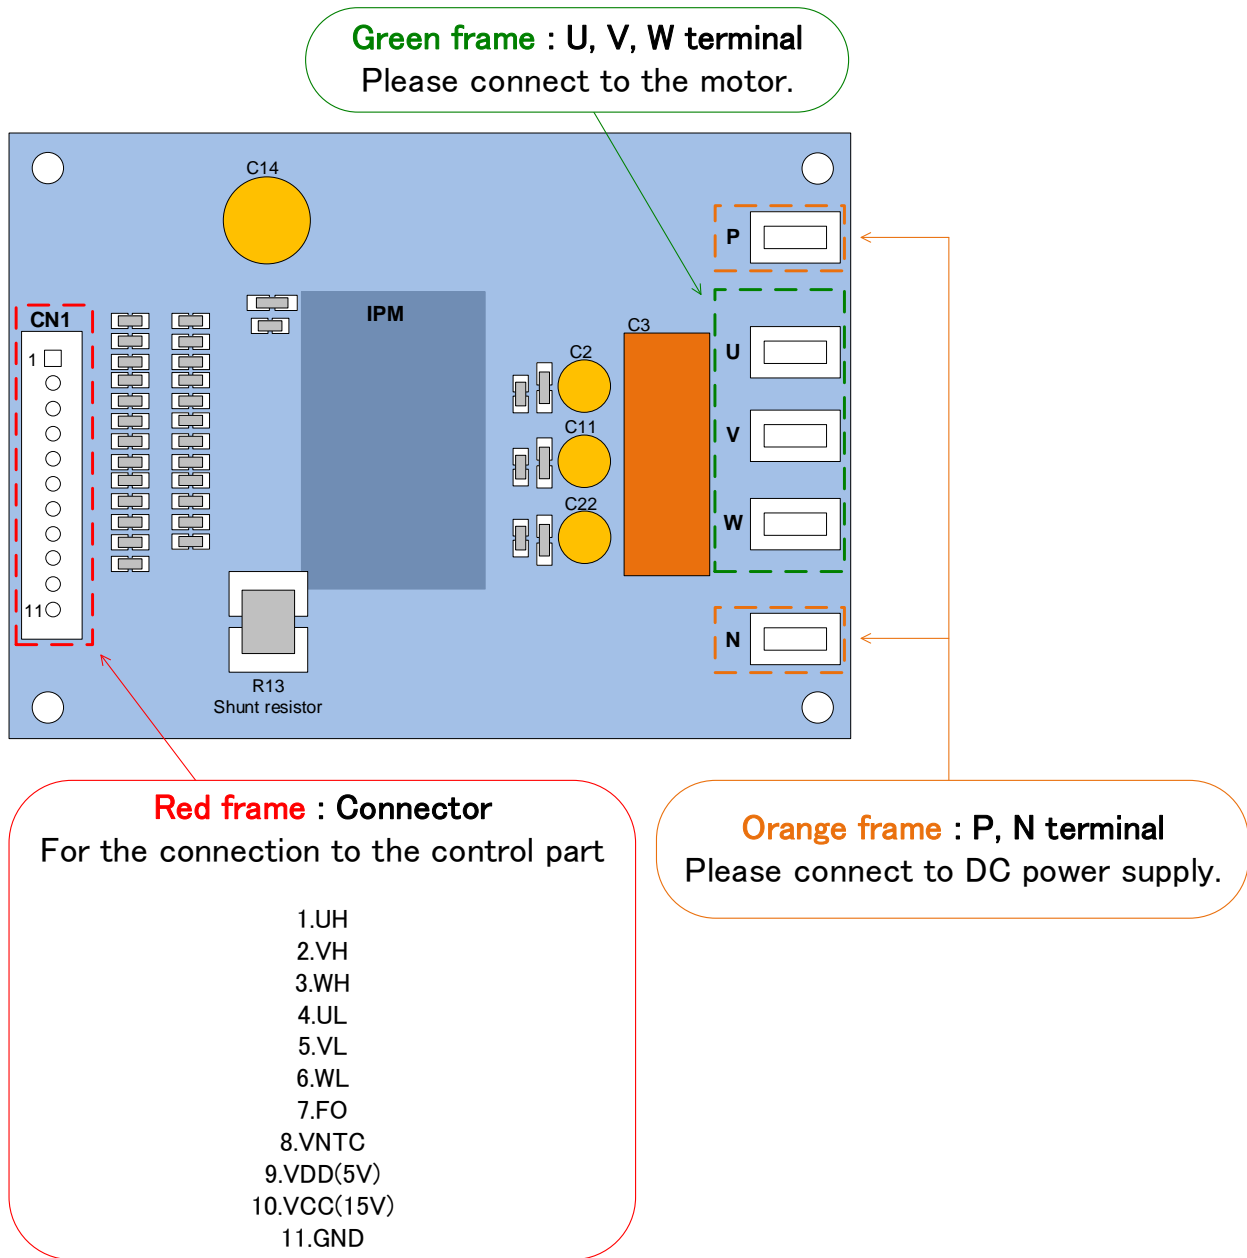 Green frame : U, V, W terminal
Please connect to the motor.
C14
P
CN1
IPM
C3
1
C2
U
C11
V
C22
W
11
N
R13
Shunt resistor
Red frame : Connector
For the connection to the control part
1.UH
2.VH
3.WH
4.UL
5.VL
6.WL
7.FO
8.VNTC
9.VDD(5V)
10.VCC(15V)
11.GND
Orange frame : P, N terminal
Please connect to DC power supply.